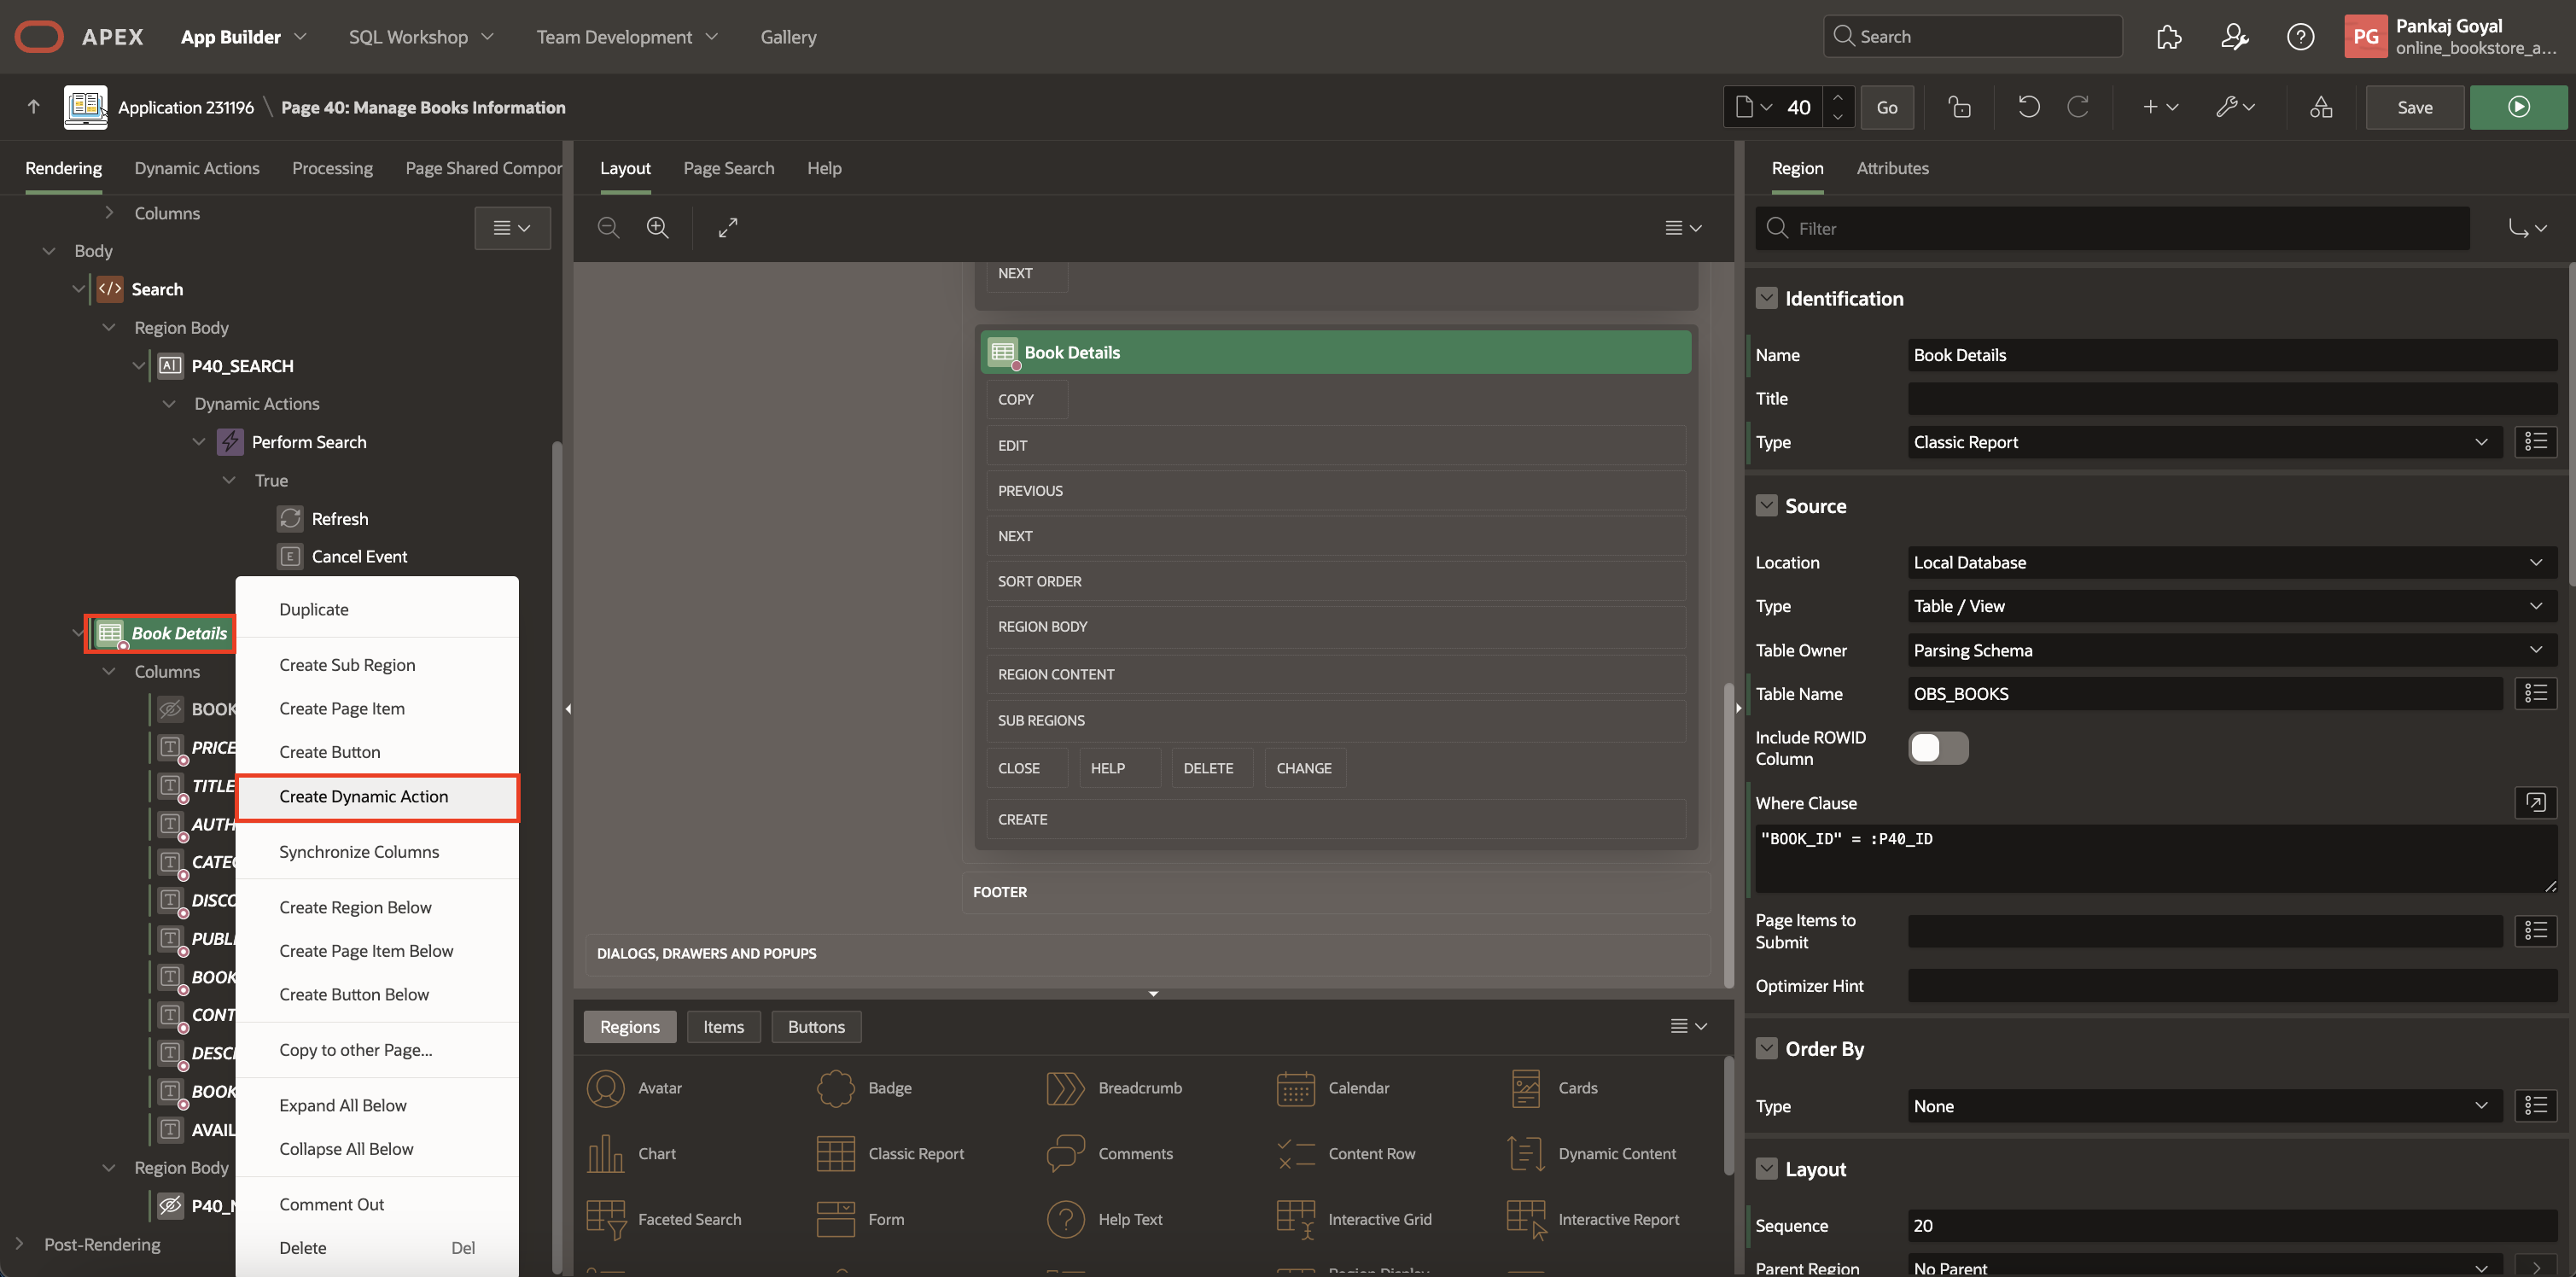 APEX
App Builder
SQL Workshop
Team Development
Gallery
Search
PG
Pankaj Goyal
online_bookstore_a...
Application 231196 \ Page 40: Manage Books Information
40
Go
Save
Rendering
Dynamic Actions
Processing
Page Shared Compor
Columns
Body
Search
Region Body
P40_SEARCH
Dynamic Actions
Perform Search
True
Refresh
Cancel Event
Book Details
Columns
BOOK
PRICE
TITLE
AUTH
CATE
DISCO
PUBLI
BOOK
CONT
DESC
BOOK
AVAIL
Region Body
P40_
Post-Rendering
Duplicate
Create Sub Region
Create Page Item
Create Button
Create Dynamic Action
Synchronize Columns
Create Region Below
Create Page Item Below
Create Button Below
Copy to other Page...
Expand All Below
Collapse All Below
Comment Out
Delete Del
Layout
Page Search
Help
NEXT
Book Details
COPY
EDIT
PREVIOUS
NEXT
SORT ORDER
REGION BODY
REGION CONTENT
SUB REGIONS
CLOSE HELP DELETE CHANGE
CREATE
FOOTER
DIALOGS, DRAWERS AND POPUPS
Regions Items Buttons
Avatar Badge Breadcrumb Calendar Cards
Chart Classic Report Comments Content Row Dynamic Content
Faceted Search Form Help Text Interactive Grid Interactive Report
Region Display
Region
Attributes
Filter
Identification
Name Book Details
Title
Type Classic Report
Source
Location Local Database
Type Table / View
Table Owner Parsing Schema
Table Name OBS_BOOKS
Include ROWID
Column
Where Clause
"BOOK_ID" = :P40_ID
Page Items to
Submit
Optimizer Hint
Order By
Type None
Layout
Sequence 20
Parent Region No Parent